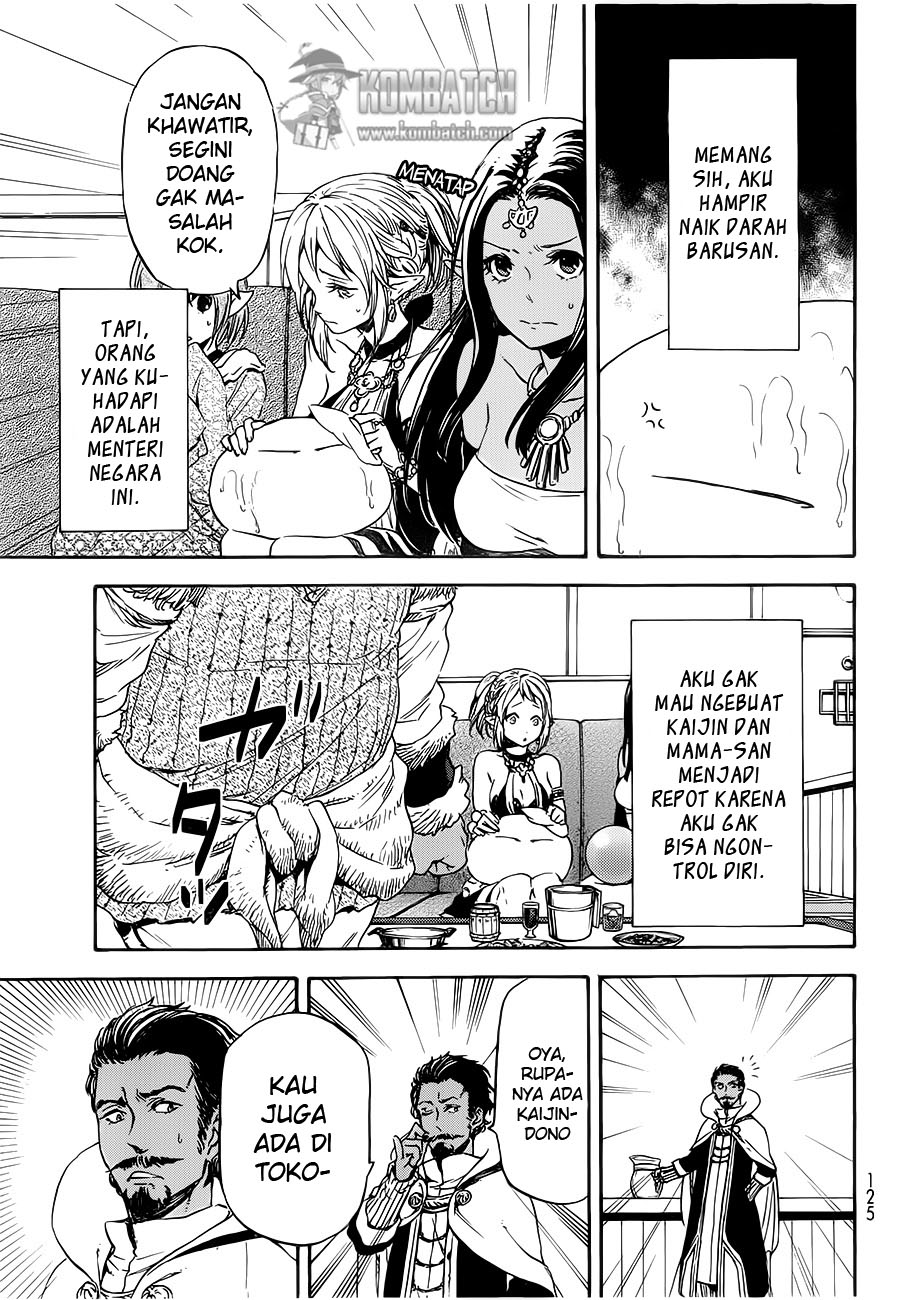 MEMANG
SIH, AKU
HAMPIR
NAIK DARAH
BARUSAN.
KOMBATCH
www.kombatch.com
MENATAP
JANGAN
KHAWATIR,
SEGINI
DOANG
GAK MA-
SALAH
KOK.
TAPI,
ORANG
YANG KU-
HADAPI
ADALAH
MENTERI
NEGARA
INI.
AKU GAK
MAU NGEBUAT
KAIJIN DAN
MAMA-SAN
MENJADI
REPOT KARENA
AKU GAK
BISA NGON-
TROL DIRI.
ガタッ
OYA,
RUPA-
NYA ADA
KAIJIN-
DONO
KAU
JUGA
ADA DI
TOKO-
125